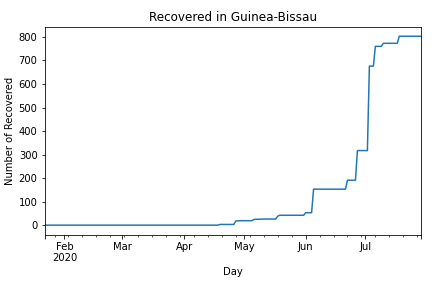 Recovered in Guinea-Bissau
Number of Recovered
800
700
600
500
400
300
200
100
0
Feb Mar Apr May Jun Jul
2020
Day